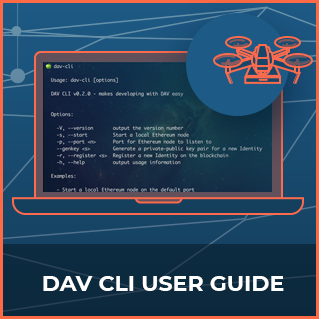 dav-cli
Usage: dav-cli [options]
DAV CLI v0.2.0 - makes developing with DAV easy
Options:
-V, --version output the version number
-s, --start Start a local Ethereum node
-p, --port <n> Port for Ethereum node to listen to
--genkey <s> Generate a private-public key pair for a new Identity
-r, --register <s> Register a new Identity on the blockchain
-h, --help output usage information
Examples:
- Start a local Ethereum node on the default port
DAV CLI USER GUIDE